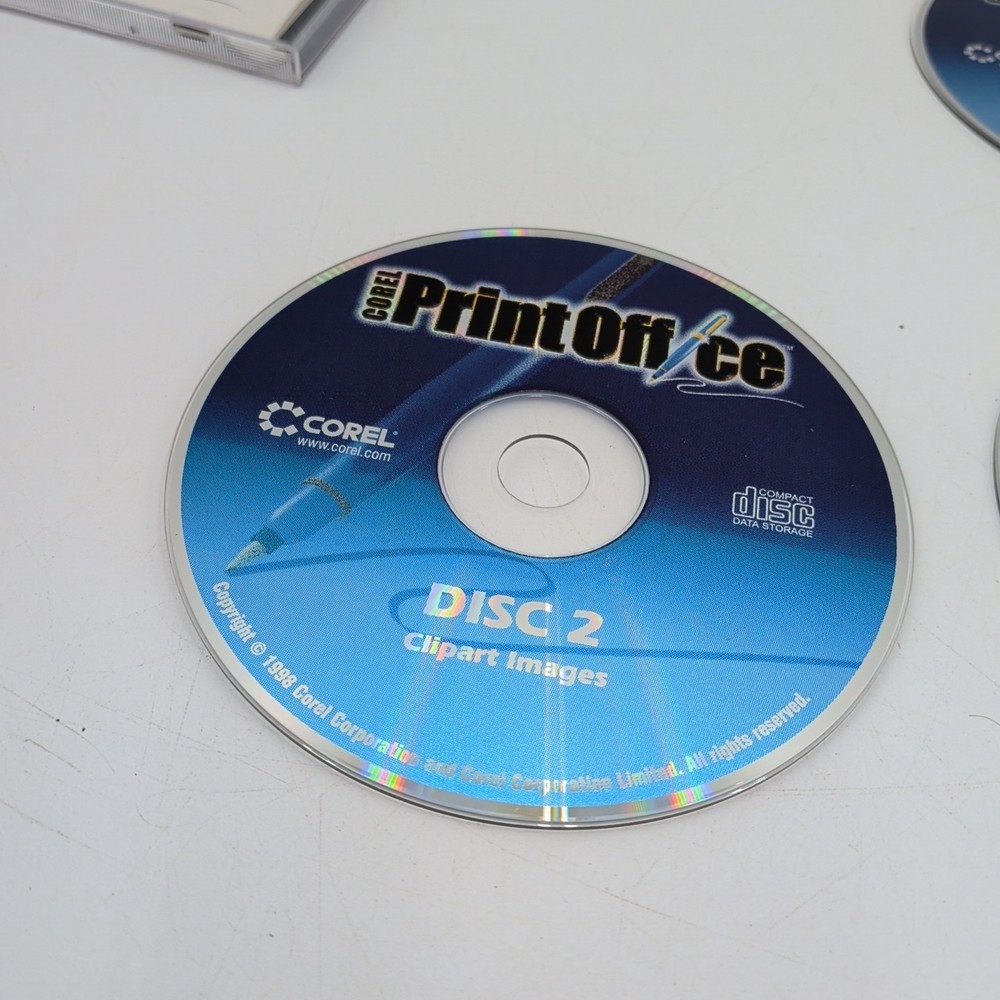 COREL PrintOffice™
COREL®
www.corel.com
COMPACT
disc
DATA STORAGE
DISC 2
Clipart Images
Copyright © 1998 Corel Corporation and Corel Corporation Limited. All rights reserved.